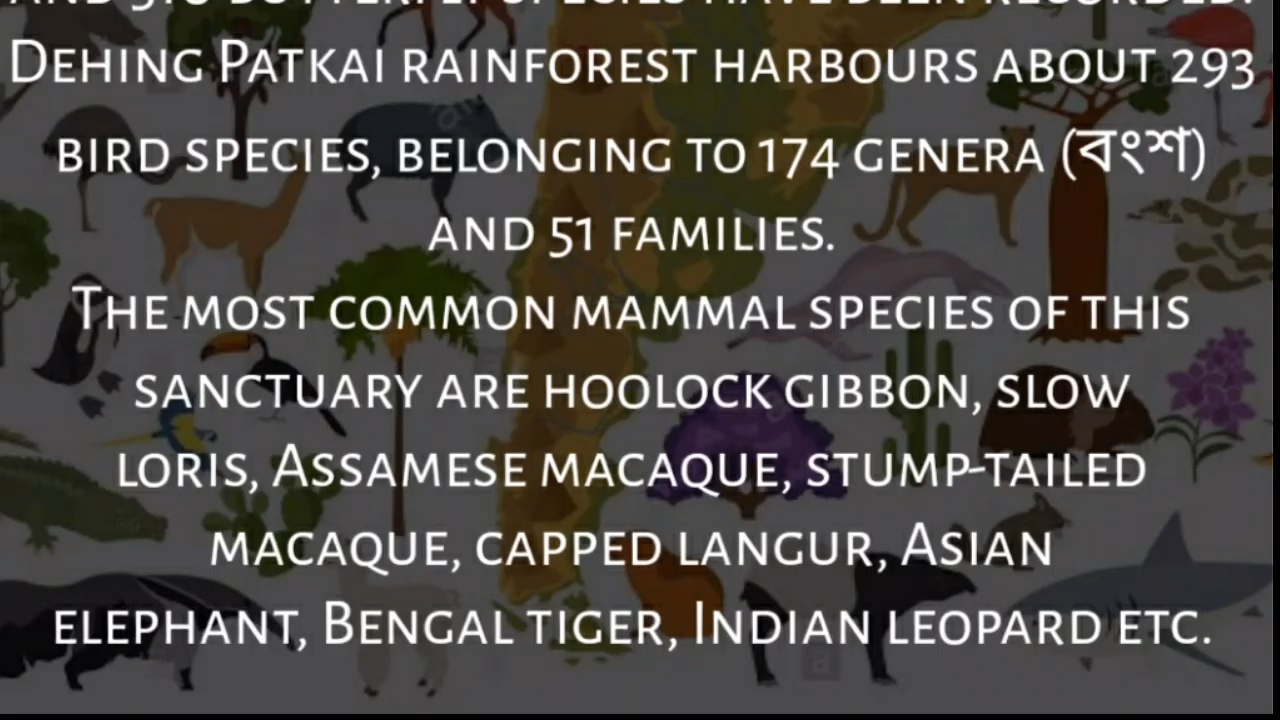 Dehing Patkai rainforest harbours about 293
bird species, belonging to 174 genera (বংশ)
and 51 families.
The most common mammal species of this
sanctuary are hoolock gibbon, slow
loris, Assamese macaque, stump-tailed
macaque, capped langur, Asian
elephant, Bengal tiger, Indian leopard etc.